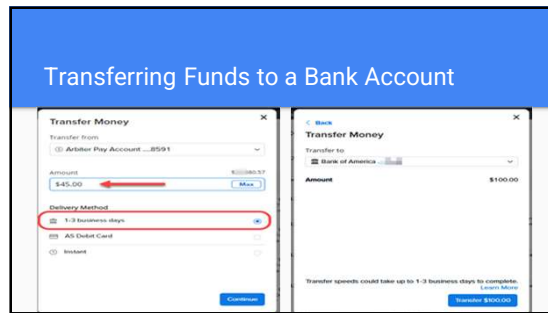 Transferring Funds to a Bank Account
Transfer Money
Transfer from
Arbiter Pay Account ....8591
Amount
$45.00
Max
Delivery Method
1-3 business days
AS Debit Card
Instant
Continue
Back
Transfer Money
Transfer to
Bank of America
Amount $100.00
Transfer speeds could take up to 1-3 business days to complete.
Learn More
Transfer $100.00